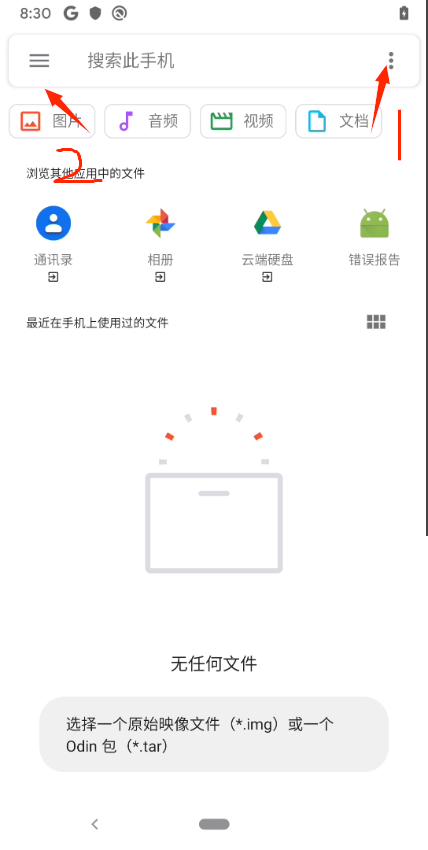 8:30
搜索此手机
1
图片 音频 视频 文档
2
浏览其他应用中的文件
通讯录 相册 云端硬盘 错误报告
最近在手机上使用过的文件
无任何文件
选择一个原始映像文件（*.img）或一个
Odin 包（*.tar）